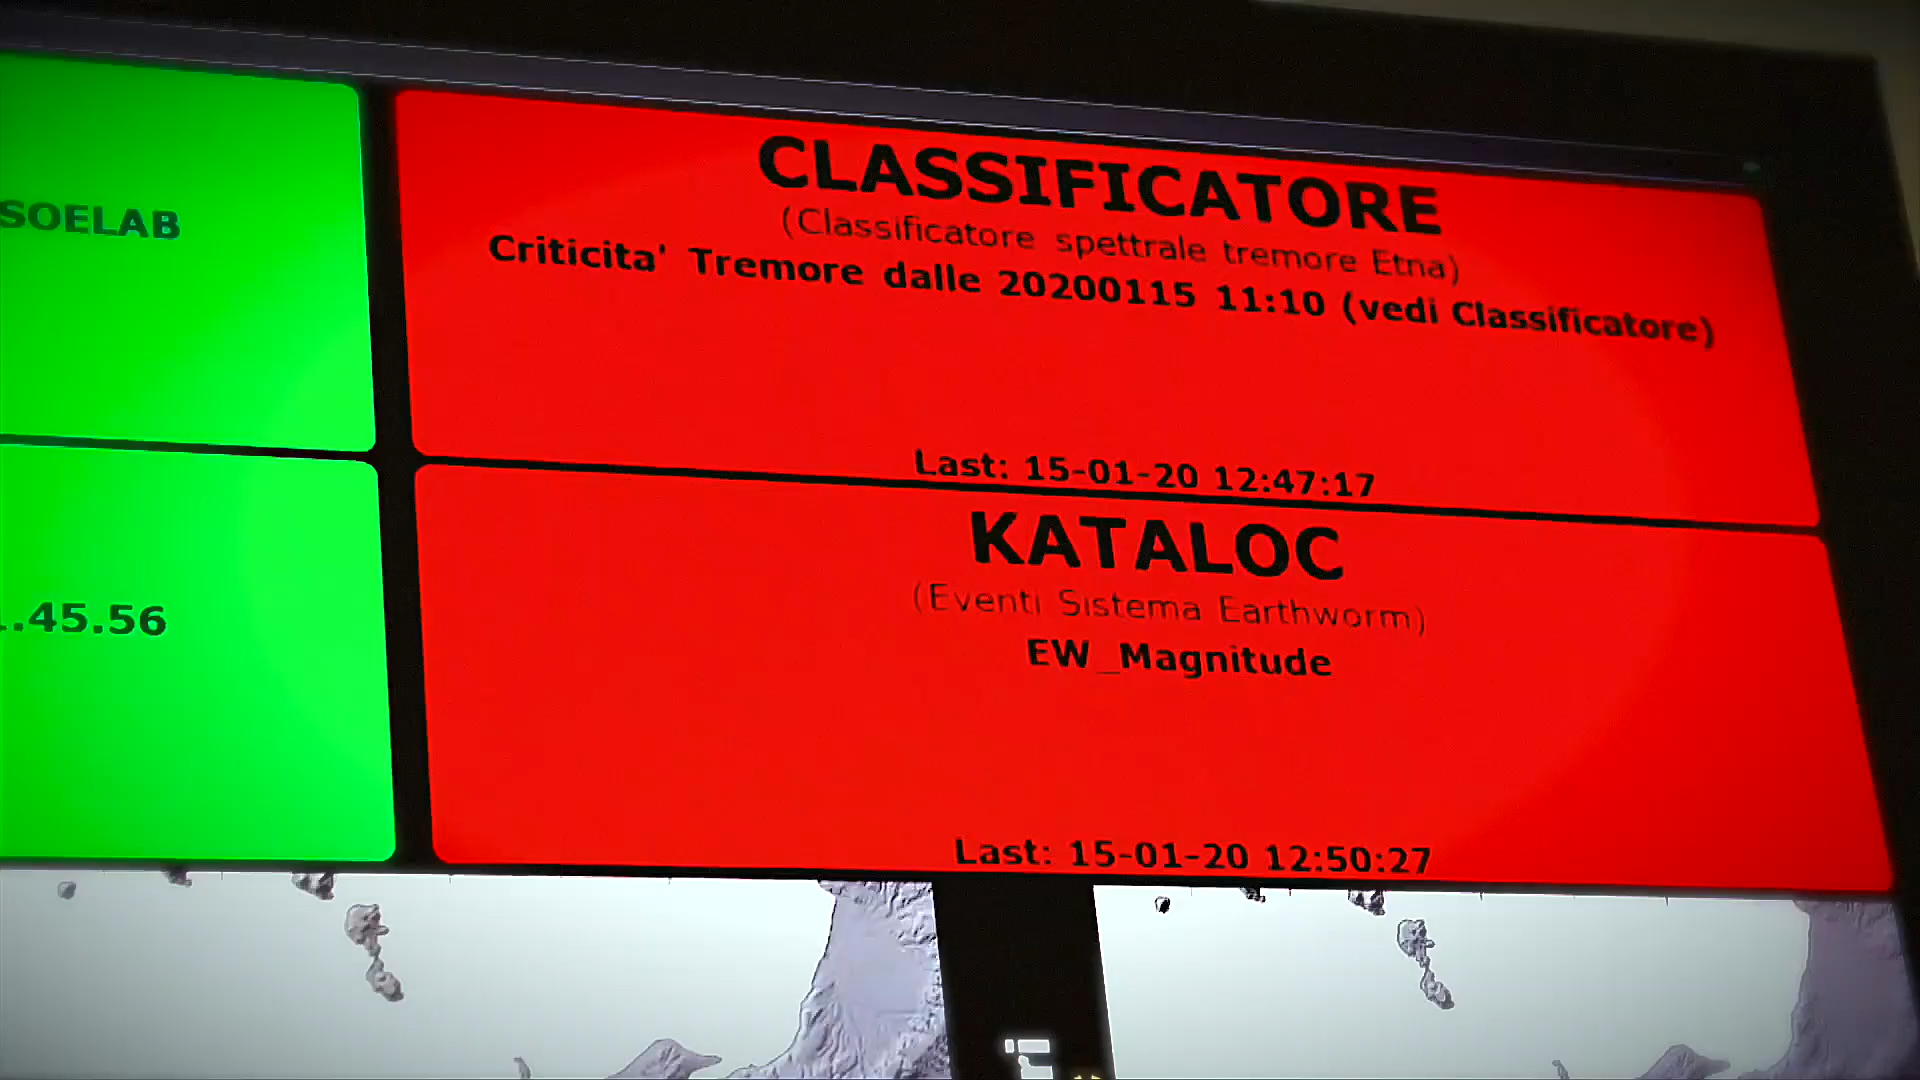 SOELAB
.45.56
CLASSIFICATORE
(Classificatore spettrale tremore Etna)
Criticita' Tremore dalle 20200115 11:10 (vedi Classificatore)
Last: 15-01-20 12:47:17
KATALOC
(Eventi Sistema Earthworm)
EW_Magnitude
Last: 15-01-20 12:50:27